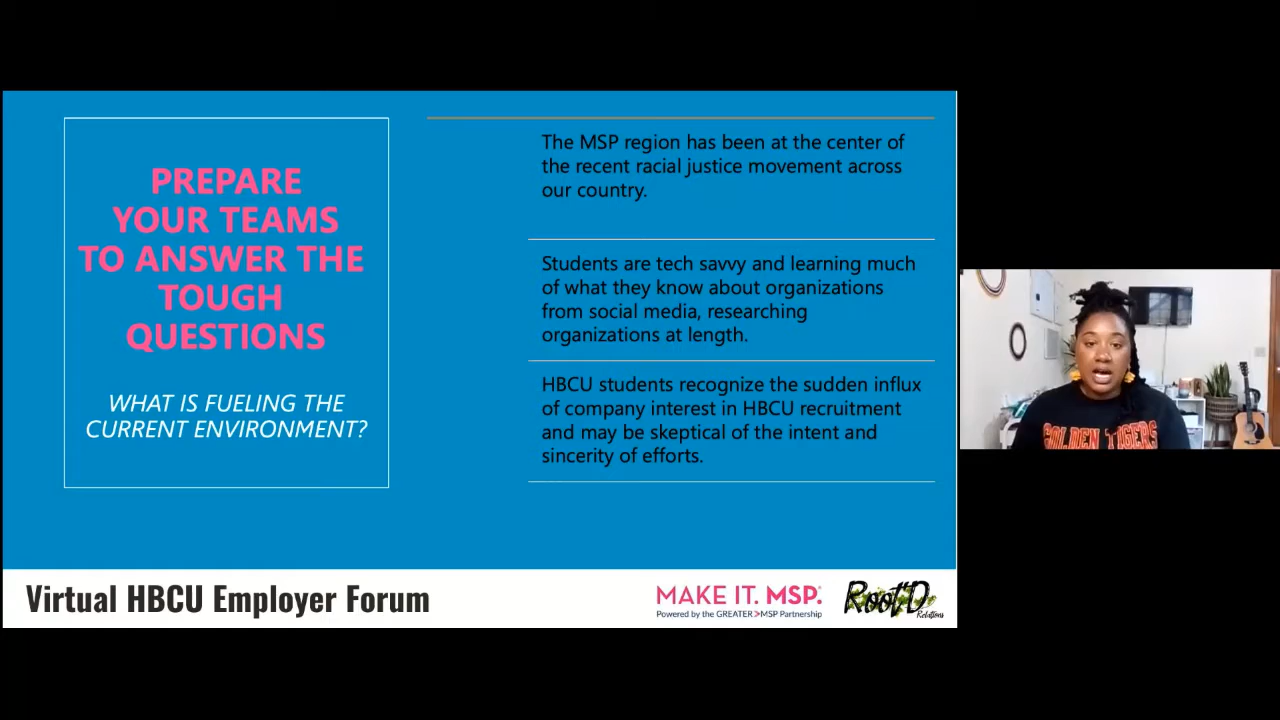 PREPARE
YOUR TEAMS
TO ANSWER THE
TOUGH
QUESTIONS
WHAT IS FUELING THE
CURRENT ENVIRONMENT?
The MSP region has been at the center of
the recent racial justice movement across
our country.
Students are tech savvy and learning much
of what they know about organizations
from social media, researching
organizations at length.
HBCU students recognize the sudden influx
of company interest in HBCU recruitment
and may be skeptical of the intent and
sincerity of efforts.
GOLDEN TIGERS
Virtual HBCU Employer Forum
MAKE IT. MSP.
Powered by the GREATER>MSP Partnership
Root'D
Relations